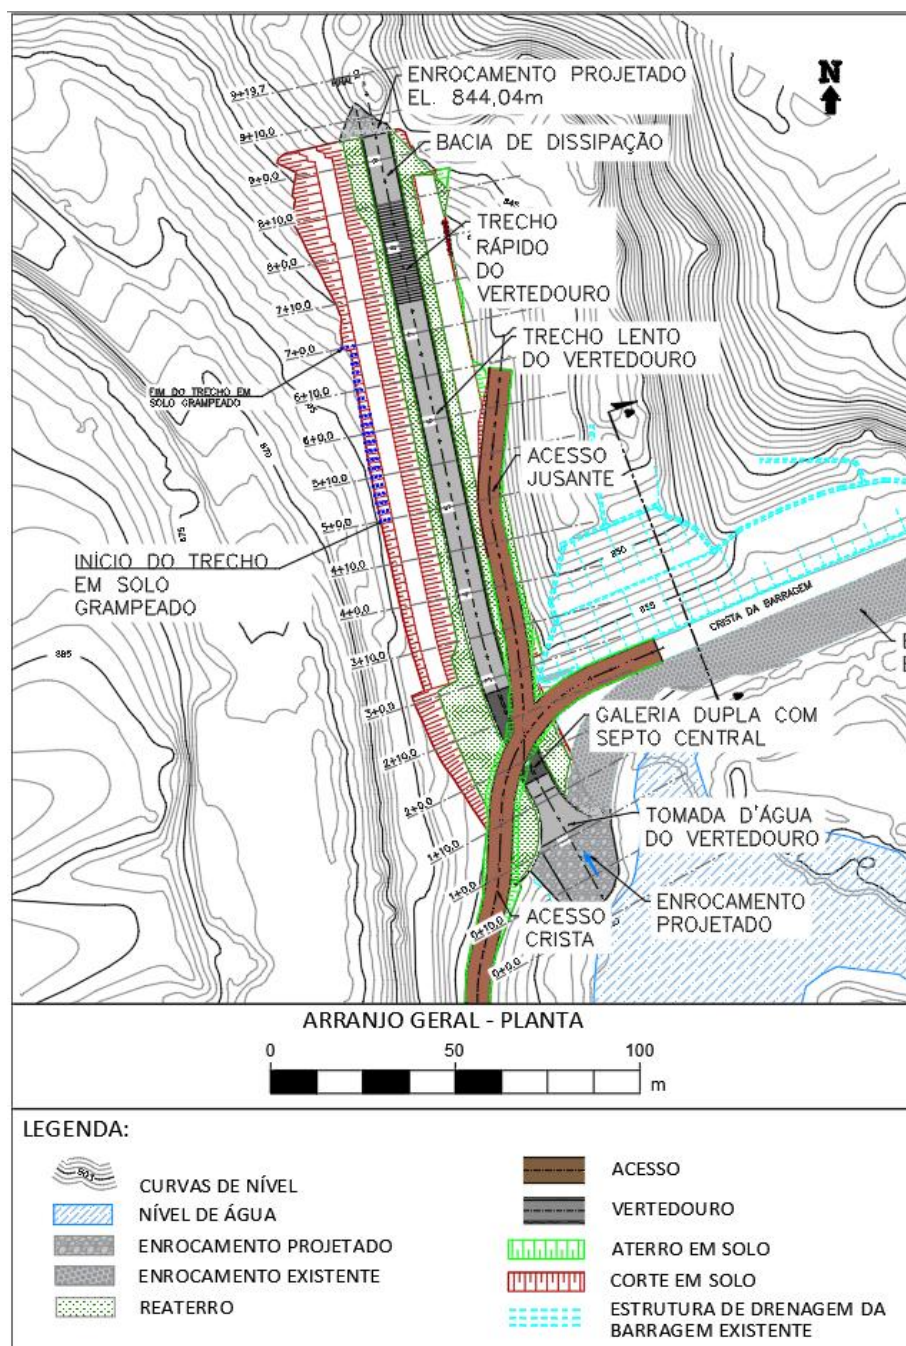 N
ENROCAMENTO PROJETADO
EL. 844,04m
BACIA DE DISSIPAÇÃO
9+19,7
9+10,0
9+0,0
8+10,0
8+0,0
7+10,0
7+0,0
6+10,0
6+0,0
5+10,0
5+0,0
4+10,0
4+0,0
3+10,0
3+0,0
2+10,0
2+0,0
1+10,0
1+0,0
0+10,0
0+0,0
TRECHO
RÁPIDO
DO
VERTEDOURO
TRECHO LENTO
DO VERTEDOURO
FIM DO TRECHO EM
SOLO GRAMPEADO
870
875
ACESSO
JUSANTE
INÍCIO DO TRECHO
EM SOLO
GRAMPEADO
850
855
CRISTA DA BARRAGEM
885
GALERIA DUPLA COM
SEPTO CENTRAL
TOMADA D'ÁGUA
DO VERTEDOURO
ENROCAMENTO
PROJETADO
ACESSO
CRISTA
ARRANJO GERAL - PLANTA
0 50 100
m
LEGENDA:
503
CURVAS DE NÍVEL
NÍVEL DE ÁGUA
ENROCAMENTO PROJETADO
ENROCAMENTO EXISTENTE
REATERRO
ACESSO
VERTEDOURO
ATERRO EM SOLO
CORTE EM SOLO
ESTRUTURA DE DRENAGEM DA
BARRAGEM EXISTENTE